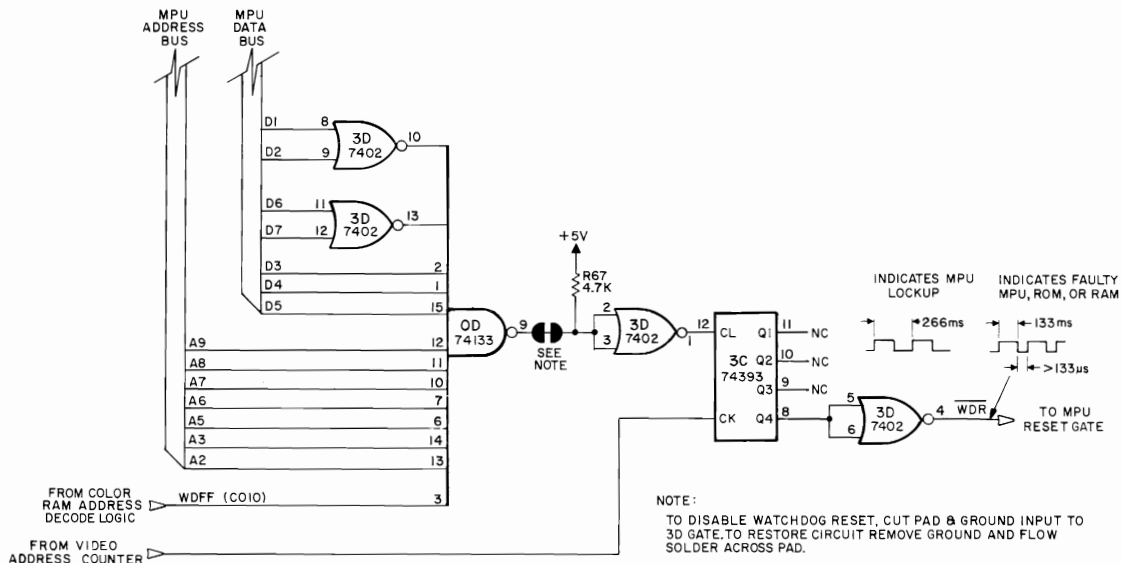 MPU
ADDRESS
BUS
MPU
DATA
BUS
D1 8
D2 9
3D
7402
10
D6 11
D7 12
3D
7402
13
D3 2
D4 1
D5 15
A9 12
A8 11
A7 10
A6 7
A5 6
A3 14
A2 13
OD
74133
9
SEE
NOTE
+5V
R67
4.7K
2
3
3D
7402
1
12 CL
CK
3C
74393
Q1 11 NC
Q2 10 NC
Q3 9 NC
Q4 8
5
6
3D
7402
4
WDR
TO MPU
RESET GATE
INDICATES MPU
LOCKUP
266ms
INDICATES FAULTY
MPU, ROM, OR RAM
133ms
>133µs
FROM COLOR
RAM ADDRESS
DECODE LOGIC
WDFF (CO10) 3
FROM VIDEO
ADDRESS COUNTER
NOTE:
TO DISABLE WATCHDOG RESET, CUT PAD & GROUND INPUT TO
3D GATE. TO RESTORE CIRCUIT REMOVE GROUND AND FLOW
SOLDER ACROSS PAD.